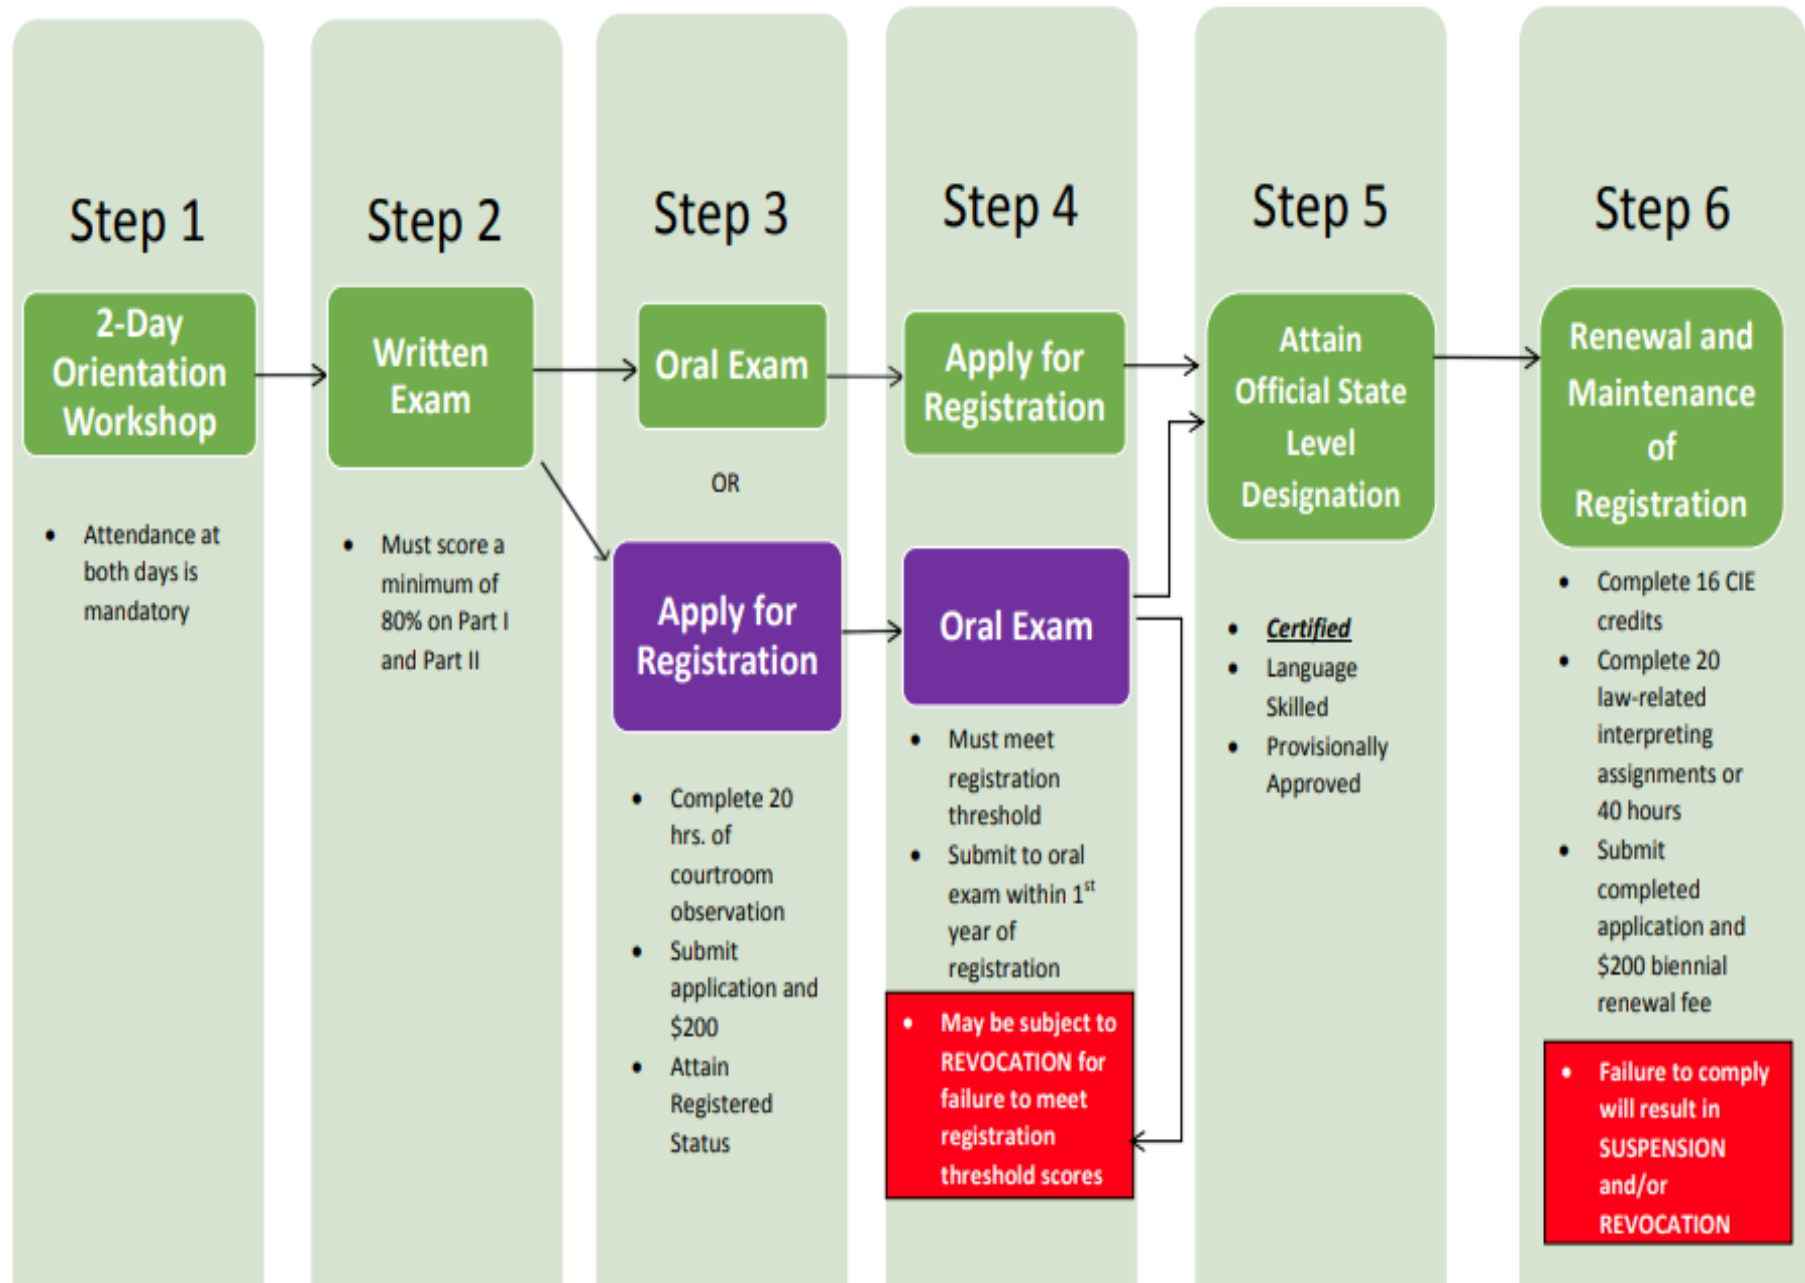 Step 1
2-Day
Orientation
Workshop
• Attendance at
both days is
mandatory
Step 2
Written
Exam
• Must score a
minimum of
80% on Part I
and Part II
Step 3
Oral Exam
OR
Apply for
Registration
• Complete 20
hrs. of
courtroom
observation
• Submit
application and
$200
• Attain
Registered
Status
Step 4
Apply for
Registration
Oral Exam
• Must meet
registration
threshold
• Submit to oral
exam within 1st
year of
registration
• May be subject to
REVOCATION for
failure to meet
registration
threshold scores
Step 5
Attain
Official State
Level
Designation
• Certified
• Language
Skilled
• Provisionally
Approved
Step 6
Renewal and
Maintenance
of
Registration
• Complete 16 CIE
credits
• Complete 20
law-related
interpreting
assignments or
40 hours
• Submit
completed
application and
$200 biennial
renewal fee
• Failure to comply
will result in
SUSPENSION
and/or
REVOCATION